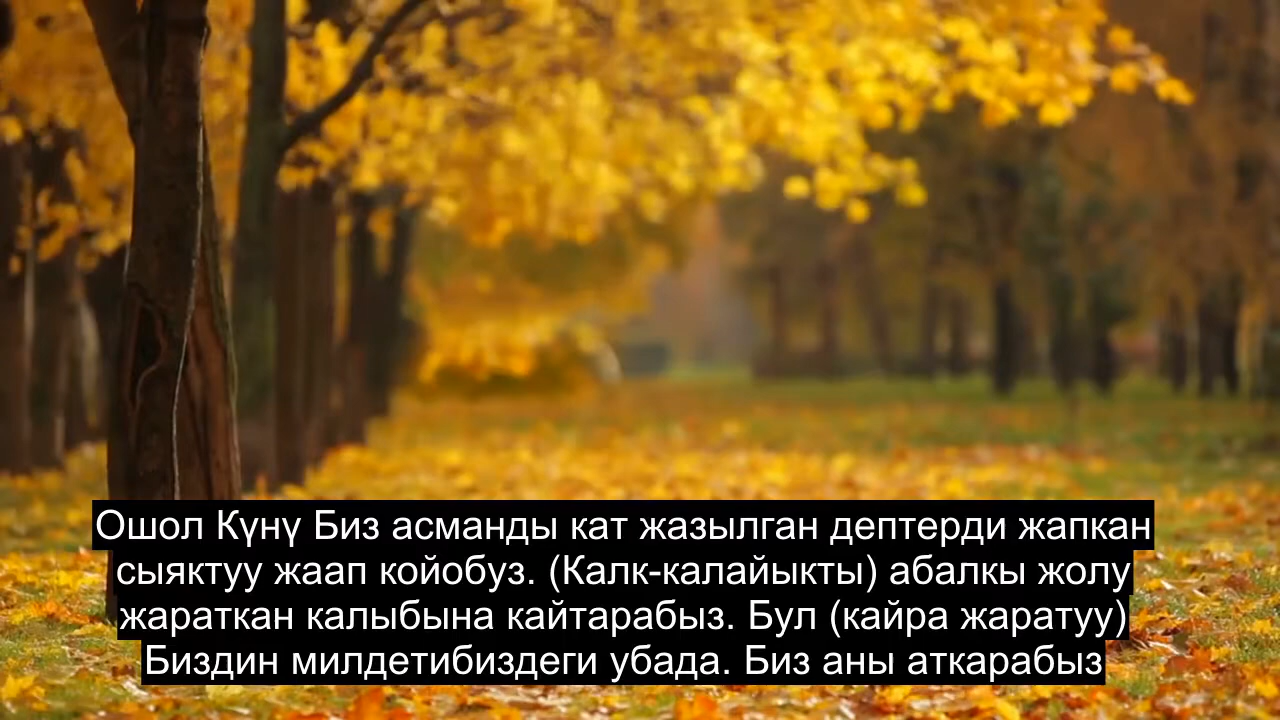 Ошол Күнү Биз асманды кат жазылган дептерди жапкан
сыяктуу жаап койобуз. (Калк-калайыкты) абалкы жолу
жараткан калыбына кайтарабыз. Бул (кайра жаратуу)
Биздин милдетибиздеги убада. Биз аны аткарабыз